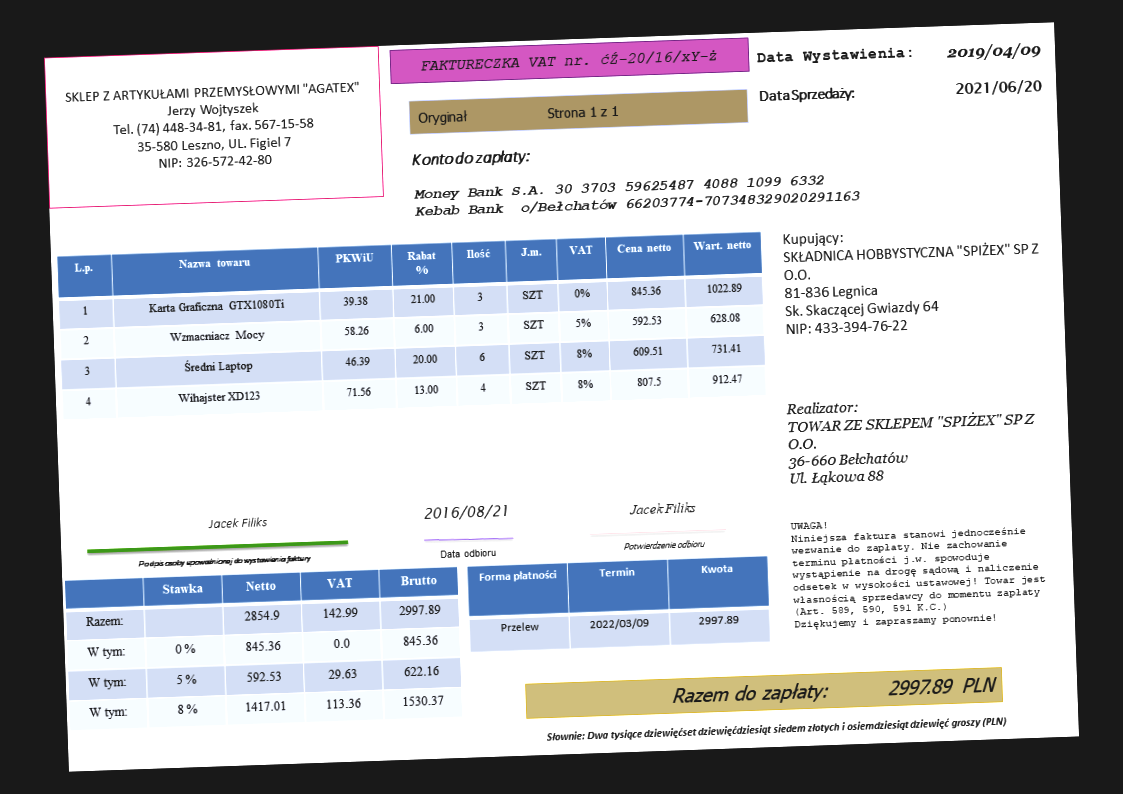 SKLEP Z ARTYKUŁAMI PRZEMYSŁOWYMI "AGATEX"
Jerzy Wojtyszek
Tel. (74) 448-34-81, fax. 567-15-58
35-580 Leszno, UL. Figiel 7
NIP: 326-572-42-80
FAKTURECZKA VAT nr. ĆŹ-20/16/xY-ż
Data Wystawienia: 2019/04/09
Oryginał Strona 1 z 1
Data Sprzedaży: 2021/06/20
Konto do zapłaty:
Money Bank S.A. 30 3703 59625487 4088 1099 6332
Kebab Bank o/Bełchatów 66203774-707348329020291163
L.p. Nazwa towaru PKWiU Rabat % Ilość J.m. VAT Cena netto Wart. netto
1 Karta Graficzna GTX1080Ti 39.38 21.00 3 SZT 0% 845.36 1022.89
2 Wzmacniacz Mocy 58.26 6.00 3 SZT 5% 592.53 628.08
3 Średni Laptop 46.39 20.00 6 SZT 8% 609.51 731.41
4 Wihajster XD123 71.56 13.00 4 SZT 8% 807.5 912.47
Kupujący:
SKŁADNICA HOBBYSTYCZNA "SPIŻEX" SP Z
O.O.
81-836 Legnica
Sk. Skaczącej Gwiazdy 64
NIP: 433-394-76-22
Realizator:
TOWAR ZE SKLEPEM "SPIŻEX" SP Z
O.O.
36-660 Bełchatów
Ul. Łąkowa 88
Jacek Filiks
Podpis osoby upoważnionej do wystawienia faktury
2016/08/21
Data odbioru
Jacek Filiks
Potwierdzenie odbioru
UWAGA!
Niniejsza faktura stanowi jednocześnie
wezwanie do zapłaty. Nie zachowanie
terminu płatności j.w. spowoduje
wystąpienie na drogę sądową i naliczenie
odsetek w wysokości ustawowej! Towar jest
własnością sprzedawcy do momentu zapłaty
(Art. 589, 590, 591 K.C.)
Dziękujemy i zapraszamy ponownie!
Stawka Netto VAT Brutto
Razem: 2854.9 142.99 2997.89
W tym: 0 % 845.36 0.0 845.36
W tym: 5 % 592.53 29.63 622.16
W tym: 8 % 1417.01 113.36 1530.37
Forma płatności Termin Kwota
Przelew 2022/03/09 2997.89
Razem do zapłaty: 2997.89 PLN
Słownie: Dwa tysiące dziewięćset dziewięćdziesiąt siedem złotych i osiemdziesiąt dziewięć groszy (PLN)